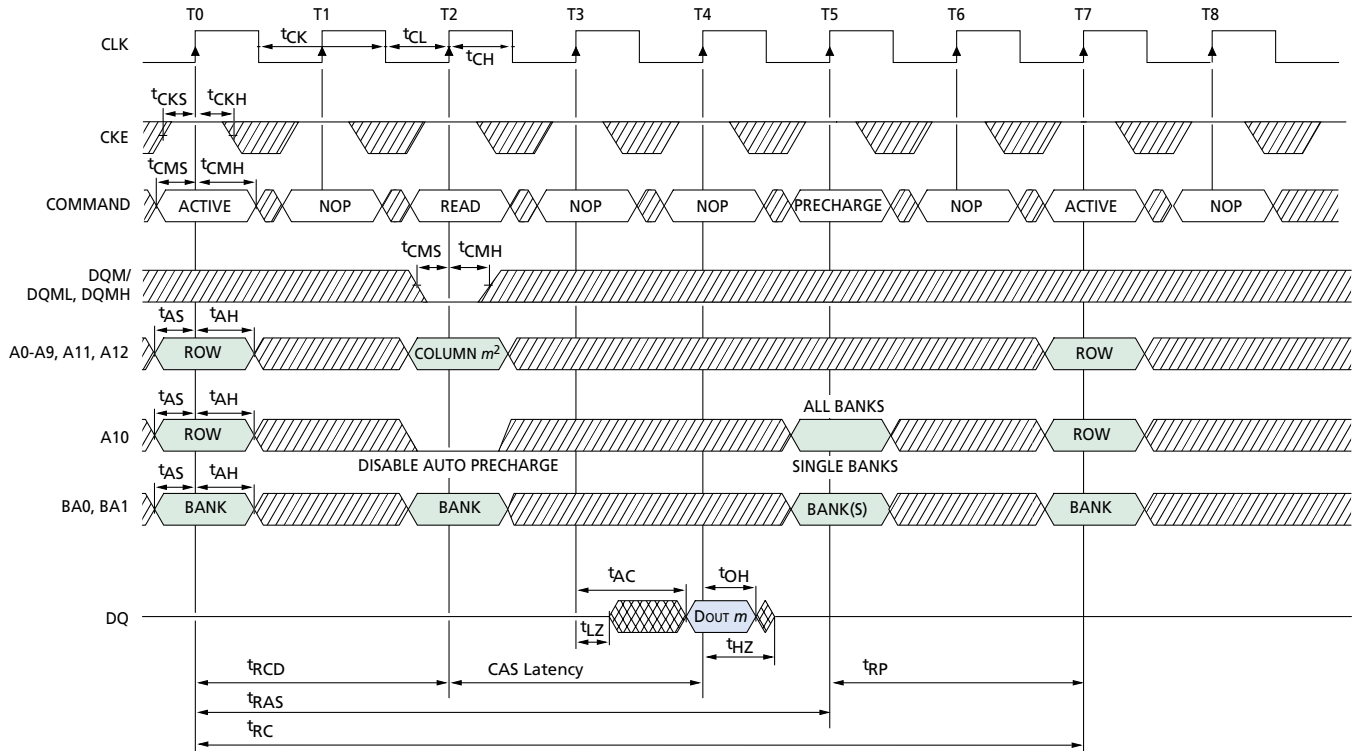 T0 T1 T2 T3 T4 T5 T6 T7 T8
CLK
tCK tCL
tCH
tCKS tCKH
CKE
tCMS tCMH
COMMAND ACTIVE NOP READ NOP NOP PRECHARGE NOP ACTIVE NOP
tCMS tCMH
DQM/
DQML, DQMH
tAS tAH
A0-A9, A11, A12 ROW COLUMN m2 ROW
tAS tAH ALL BANKS
A10 ROW ROW
DISABLE AUTO PRECHARGE SINGLE BANKS
tAS tAH
BA0, BA1 BANK BANK BANK(S) BANK
tAC tOH
DQ DOUT m
tLZ tHZ
tRCD CAS Latency tRP
tRAS
tRC